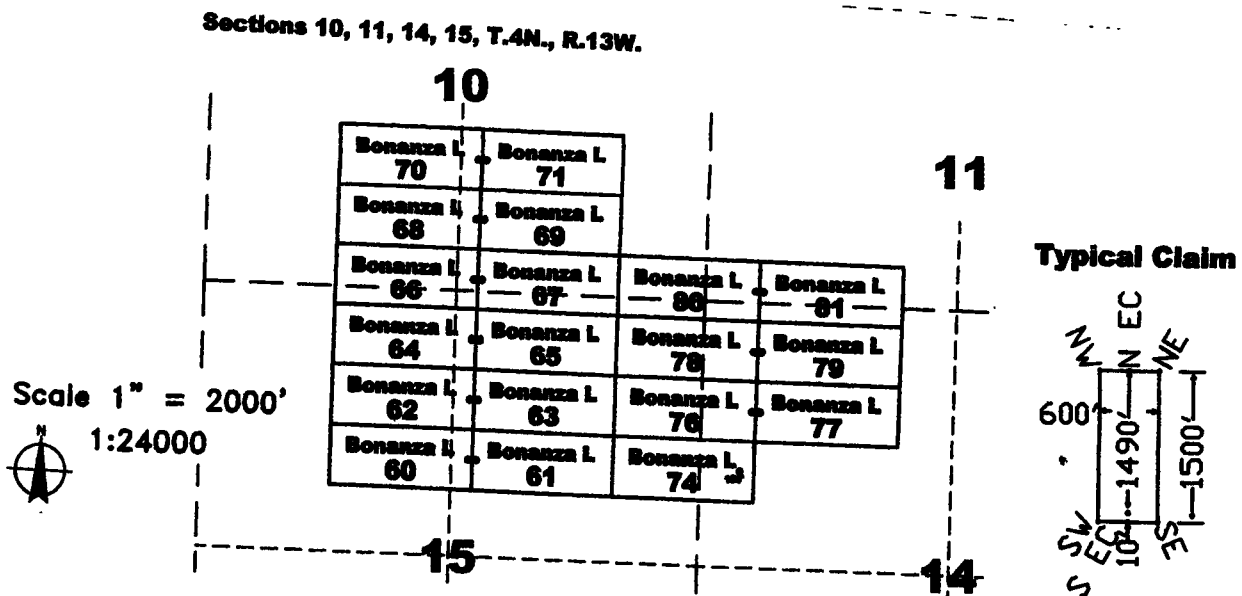 Sections 10, 11, 14, 15, T.4N., R.13W.
10
11
Bonanza L
70
Bonanza L
71
Bonanza L
68
Bonanza L
69
Bonanza L
66
Bonanza L
67
Bonanza L
80
Bonanza L
81
Bonanza L
64
Bonanza L
65
Bonanza L
78
Bonanza L
79
Bonanza L
62
Bonanza L
63
Bonanza L
76
Bonanza L
77
Bonanza L
60
Bonanza L
61
Bonanza L
74
15
14
Scale 1" = 2000'
1:24000
N
Typical Claim
NW
N EC
NE
600'
1490'
1500'
10'
SW
S EC
SE